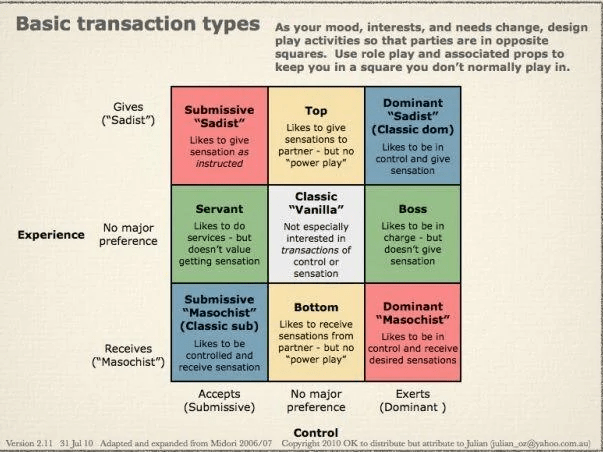 Basic transaction types
As your mood, interests, and needs change, design
play activities so that parties are in opposite
squares. Use role play and associated props to
keep you in a square you don't normally play in.
Gives
("Sadist")
Submissive
"Sadist"
Likes to give
sensation as
instructed
Top
Likes to give
sensations to
partner - but no
"power play"
Dominant
"Sadist"
(Classic dom)
Likes to be in
control and give
sensation
Experience
No major
preference
Servant
Likes to do
services - but
doesn't value
getting sensation
Classic
"Vanilla"
Not especially
interested in
transactions of
control or
sensation
Boss
Likes to be in
charge - but
doesn't give
sensation
Receives
("Masochist")
Submissive
"Masochist"
(Classic sub)
Likes to be
controlled and
receive sensation
Bottom
Likes to receive
sensations from
partner - but no
"power play"
Dominant
"Masochist"
Likes to be in
control and receive
desired sensations
Accepts
(Submissive)
No major
preference
Exerts
(Dominant )
Control
Version 2.11 31 Jul 10 Adapted and expanded from Midori 2006/07 Copyright 2010 OK to distribute but attribute to Julian (julian_oz@yahoo.com.au)